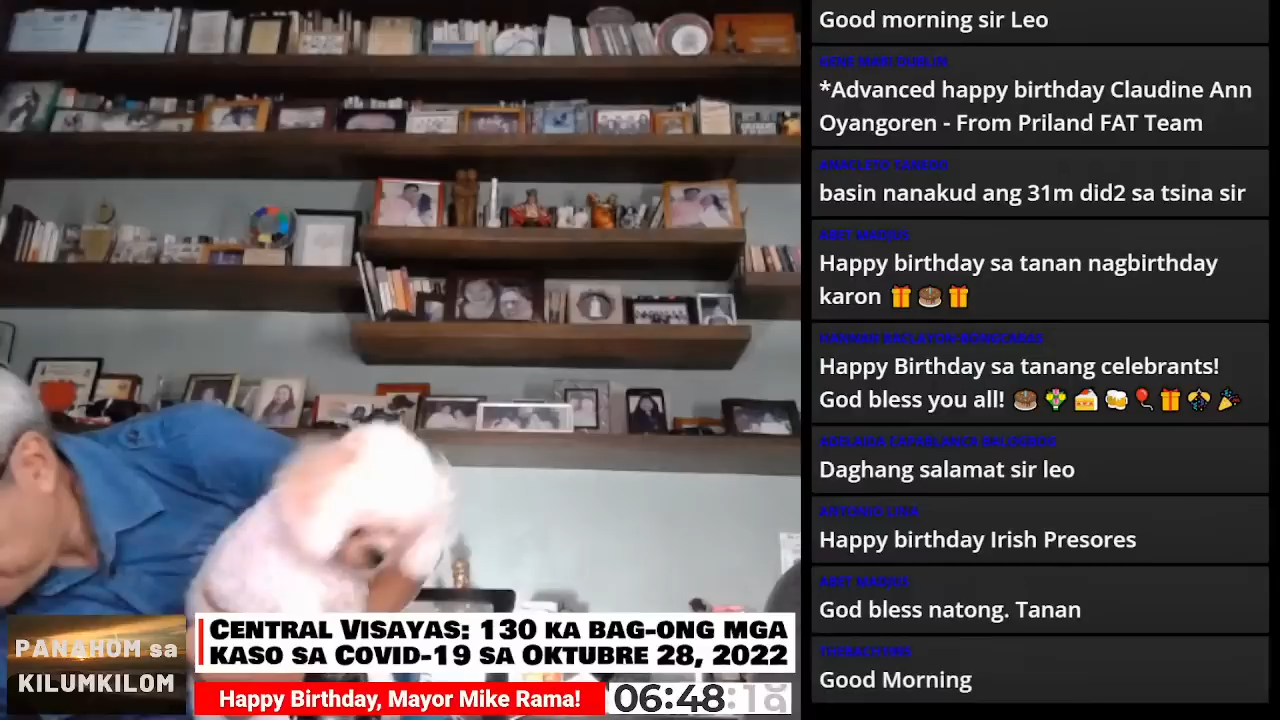 PANAHOM sa
KILUMKILOM
CENTRAL VISAYAS: 130 KA BAG-ONG MGA
KASO SA COVID-19 SA OKTUBRE 28, 2022
Happy Birthday, Mayor Mike Rama!
06:48
Good morning sir Leo
*Advanced happy birthday Claudine Ann
Oyangoren - From Priland FAT Team
ANACLETO
basin nanakud ang 31m did2 sa tsina sir
Happy birthday sa tanan nagbirthday
karon 🎁 🎂 🎁
Happy Birthday sa tanang celebrants!
God bless you all! 🎂 💐 🍰 🍻 🎈 🎁 🎊 🎉
Daghang salamat sir leo
ANTONIO LINA
Happy birthday Irish Presores
God bless natong. Tanan
Good Morning